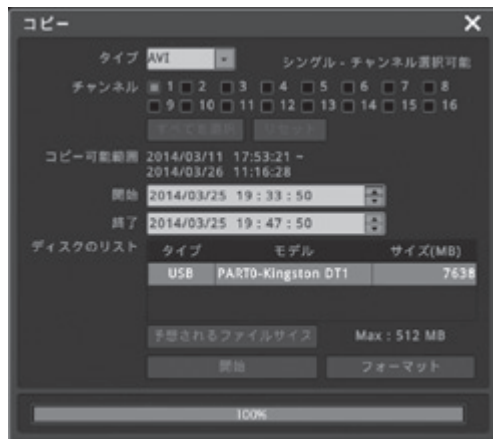 コピー
タイプ AVI シングル - チャンネル選択可能
チャンネル 1 2 3 4 5 6 7 8
9 10 11 12 13 14 15 16
すべてを選択 リセット
コピー可能範囲 2014/03/11 17:53:21 ~
2014/03/26 11:16:28
開始 2014/03/25 19 : 33 : 50
終了 2014/03/25 19 : 47 : 50
ディスクのリスト タイプ モデル サイズ(MB)
USB PART0-Kingston DT1 7638
予想されるファイルサイズ Max : 512 MB
開始 フォーマット
100%